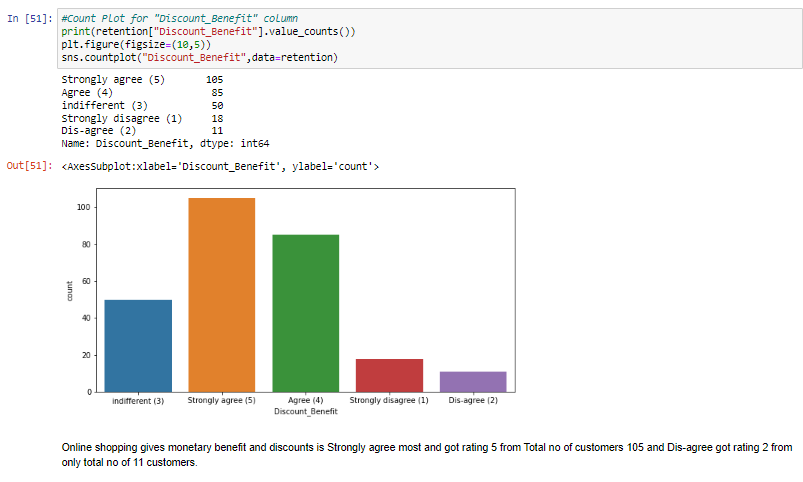 In [51]: #Count Plot for "Discount_Benefit" column
print(retention["Discount_Benefit"].value_counts())
plt.figure(figsize=(10,5))
sns.countplot("Discount_Benefit",data=retention)
Strongly agree (5) 105
Agree (4) 85
indifferent (3) 50
Strongly disagree (1) 18
Dis-agree (2) 11
Name: Discount_Benefit, dtype: int64
Out[51]: <AxesSubplot:xlabel='Discount_Benefit', ylabel='count'>
100
80
60
40
20
0
count
indifferent (3) Strongly agree (5) Agree (4) Strongly disagree (1) Dis-agree (2)
Discount_Benefit
Online shopping gives monetary benefit and discounts is Strongly agree most and got rating 5 from Total no of customers 105 and Dis-agree got rating 2 from
only total no of 11 customers.